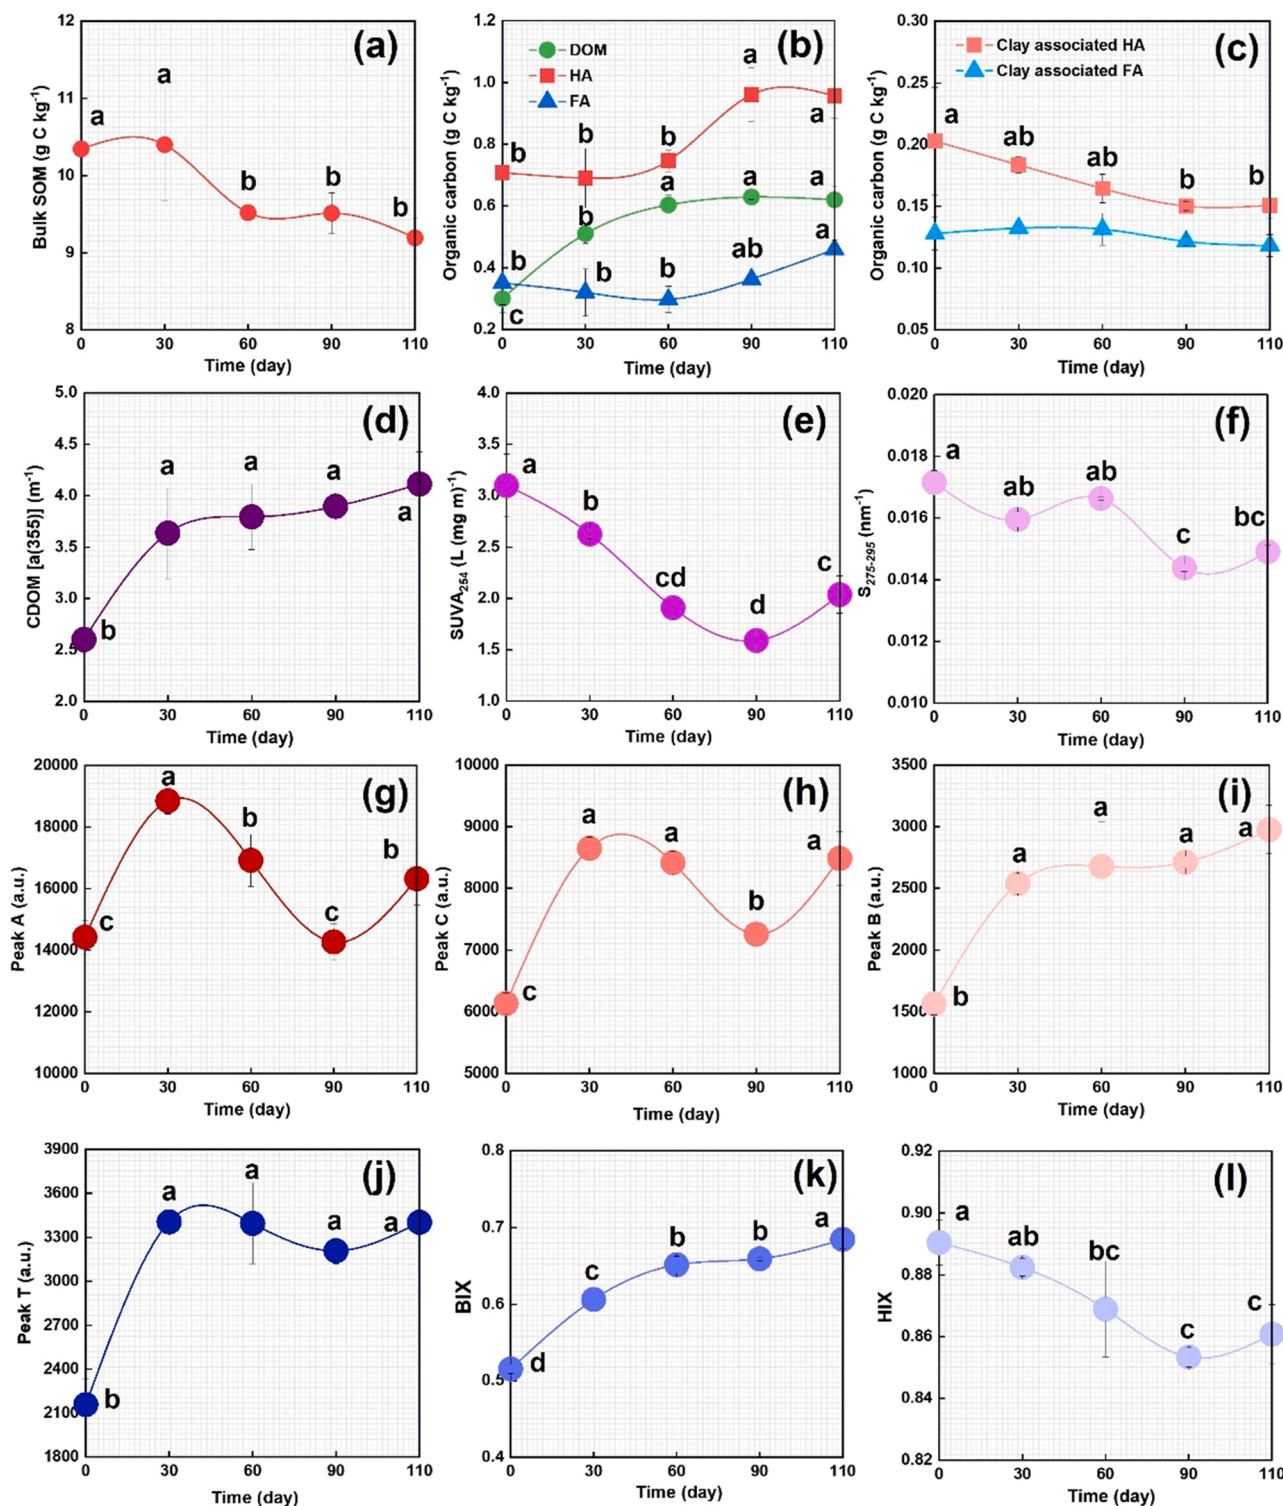 12
11
10
9
8
Bulk SOM (g C kg⁻¹)
(a)
a
a
b
b
b
0
30
60
90
110
Time (day)
1.2
1.0
0.8
0.6
0.4
0.2
Organic carbon (g C kg⁻¹)
(b)
DOM
HA
FA
a
b
b
b
a
a
a
a
b
b
b
b
ab
a
c
0
30
60
90
110
Time (day)
0.30
0.25
0.20
0.15
0.10
0.05
Organic carbon (g C kg⁻¹)
Clay associated HA
Clay associated FA
(c)
a
ab
ab
b
b
0
30
60
90
110
Time (day)
5.0
4.5
4.0
3.5
3.0
2.5
2.0
CDOM [a(355)] (m⁻¹)
(d)
a
a
a
a
b
0
30
60
90
110
Time (day)
4.0
3.5
3.0
2.5
2.0
1.5
1.0
SUVA₂₅₄ (L (mg m)⁻¹)
(e)
a
b
cd
d
c
0
30
60
90
110
Time (day)
0.020
0.018
0.016
0.014
0.012
0.010
S₂₇₅₋₂₉₅ (nm⁻¹)
(f)
a
ab
ab
c
bc
0
30
60
90
110
Time (day)
20000
18000
16000
14000
12000
10000
Peak A (a.u.)
(g)
a
b
b
c
c
0
30
60
90
110
Time (day)
10000
9000
8000
7000
6000
5000
Peak C (a.u.)
(h)
a
a
a
b
c
0
30
60
90
110
Time (day)
3500
3000
2500
2000
1500
1000
Peak B (a.u.)
(i)
a
a
a
a
b
0
30
60
90
110
Time (day)
3900
3600
3300
3000
2700
2400
2100
1800
Peak T (a.u.)
(j)
a
a
a
a
b
0
30
60
90
110
Time (day)
0.8
0.7
0.6
0.5
0.4
BIX
(k)
a
b
b
c
d
0
30
60
90
110
Time (day)
0.92
0.90
0.88
0.86
0.84
0.82
HIX
(l)
a
ab
bc
c
c
0
30
60
90
110
Time (day)